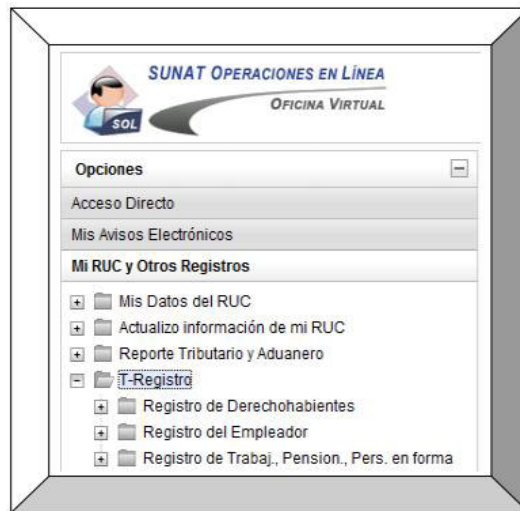 SUNAT OPERACIONES EN LÍNEA
OFICINA VIRTUAL
SOL
Opciones
Acceso Directo
Mis Avisos Electrónicos
Mi RUC y Otros Registros
Mis Datos del RUC
Actualizo información de mi RUC
Reporte Tributario y Aduanero
T-Registro
Registro de Derechohabientes
Registro del Empleador
Registro de Trabaj., Pension., Pers. en forma